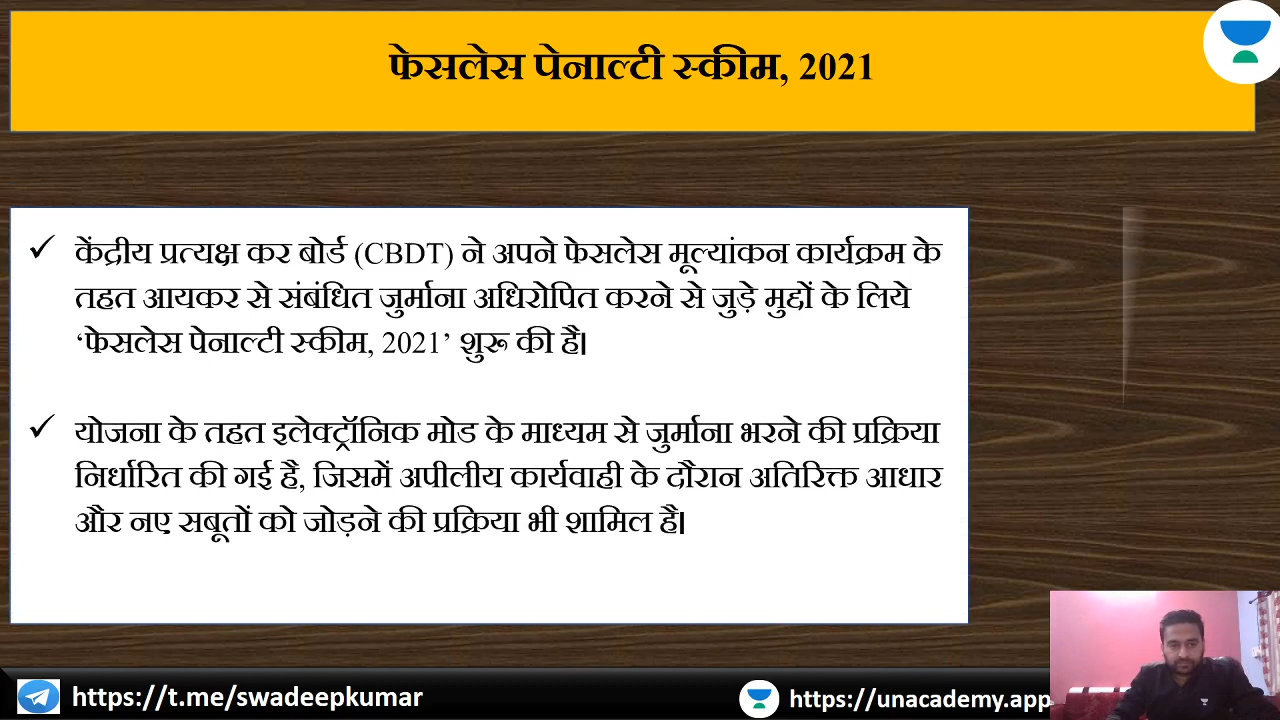 फेसलेस पेनाल्टी स्कीम, 2021
✓ केंद्रीय प्रत्यक्ष कर बोर्ड (CBDT) ने अपने फेसलेस मूल्यांकन कार्यक्रम के
तहत आयकर से संबंधित जुर्माना अधिरोपित करने से जुड़े मुद्दों के लिये
‘फेसलेस पेनाल्टी स्कीम, 2021’ शुरू की है।
✓ योजना के तहत इलेक्ट्रॉनिक मोड के माध्यम से जुर्माना भरने की प्रक्रिया
निर्धारित की गई है, जिसमें अपीलीय कार्यवाही के दौरान अतिरिक्त आधार
और नए सबूतों को जोड़ने की प्रक्रिया भी शामिल है।
https://t.me/swadeepkumar
https://unacademy.app